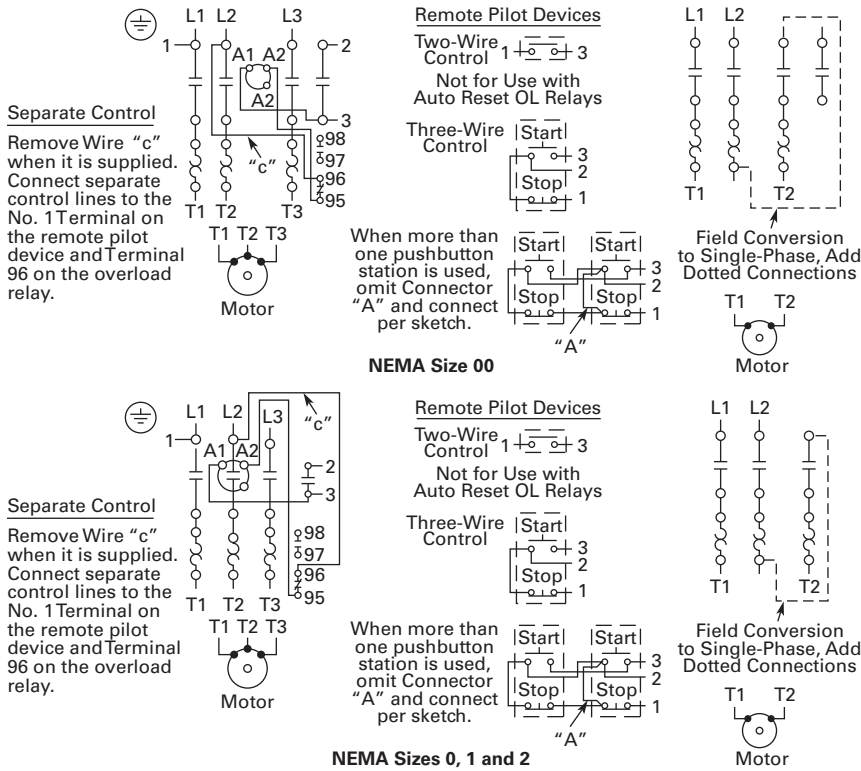 L1 L2 L3
1
2
A1 A2
A2
3
98
97
96
95
"c"
T1 T2 T3
T1 T2 T3
Motor
Separate Control
Remove Wire "c"
when it is supplied.
Connect separate
control lines to the
No. 1 Terminal on
the remote pilot
device and Terminal
96 on the overload
relay.
Remote Pilot Devices
Two-Wire
Control
1 3
Not for Use with
Auto Reset OL Relays
Three-Wire
Control
Start
3
2
Stop
1
When more than
one pushbutton
station is used,
omit Connector
"A" and connect
per sketch.
Start Start
3
2
Stop Stop
1
"A"
L1 L2
T1 T2
Field Conversion
to Single-Phase, Add
Dotted Connections
T1 T2
Motor
NEMA Size 00
L1 L2 L3
"c"
1
A1 A2
2
3
98
97
96
95
T1 T2 T3
T1 T2 T3
Motor
Separate Control
Remove Wire "c"
when it is supplied.
Connect separate
control lines to the
No. 1 Terminal on
the remote pilot
device and Terminal
96 on the overload
relay.
Remote Pilot Devices
Two-Wire
Control
1 3
Not for Use with
Auto Reset OL Relays
Three-Wire
Control
Start
3
2
Stop
1
When more than
one pushbutton
station is used,
omit Connector
"A" and connect
per sketch.
Start Start
3
2
Stop Stop
1
"A"
L1 L2
T1 T2
Field Conversion
to Single-Phase, Add
Dotted Connections
T1 T2
Motor
NEMA Sizes 0, 1 and 2